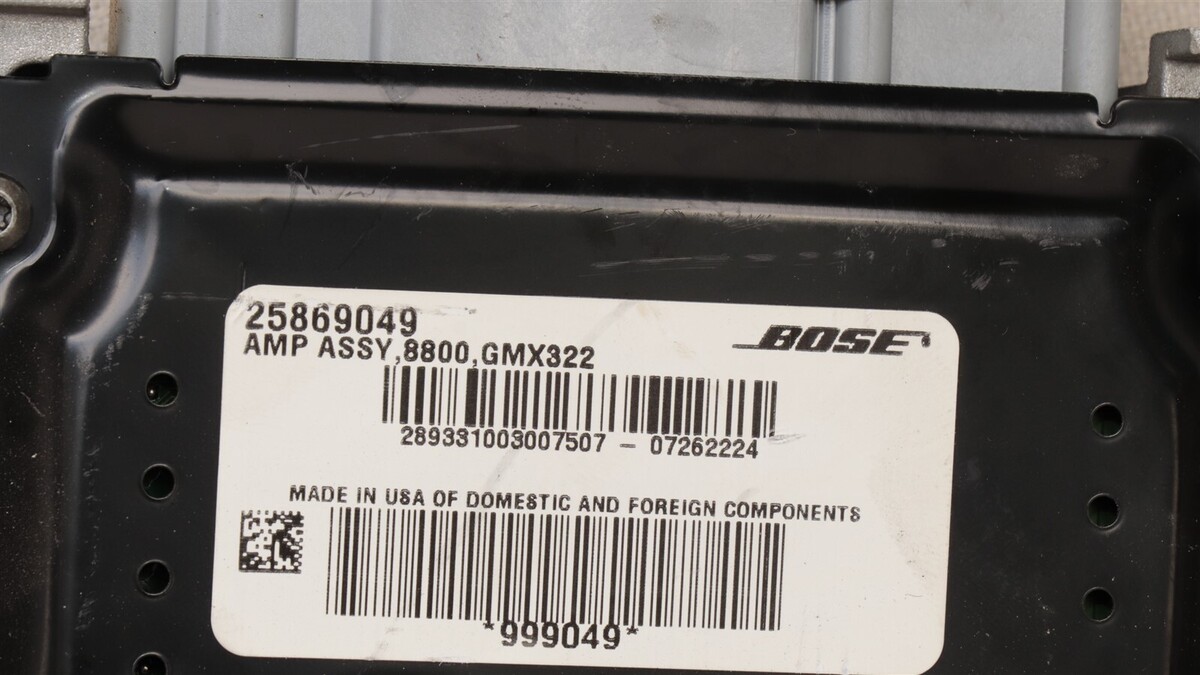 25869049
BOSE
AMP ASSY,8800,GMX322
289331003007507 - 07262224
MADE IN USA OF DOMESTIC AND FOREIGN COMPONENTS
*999049*